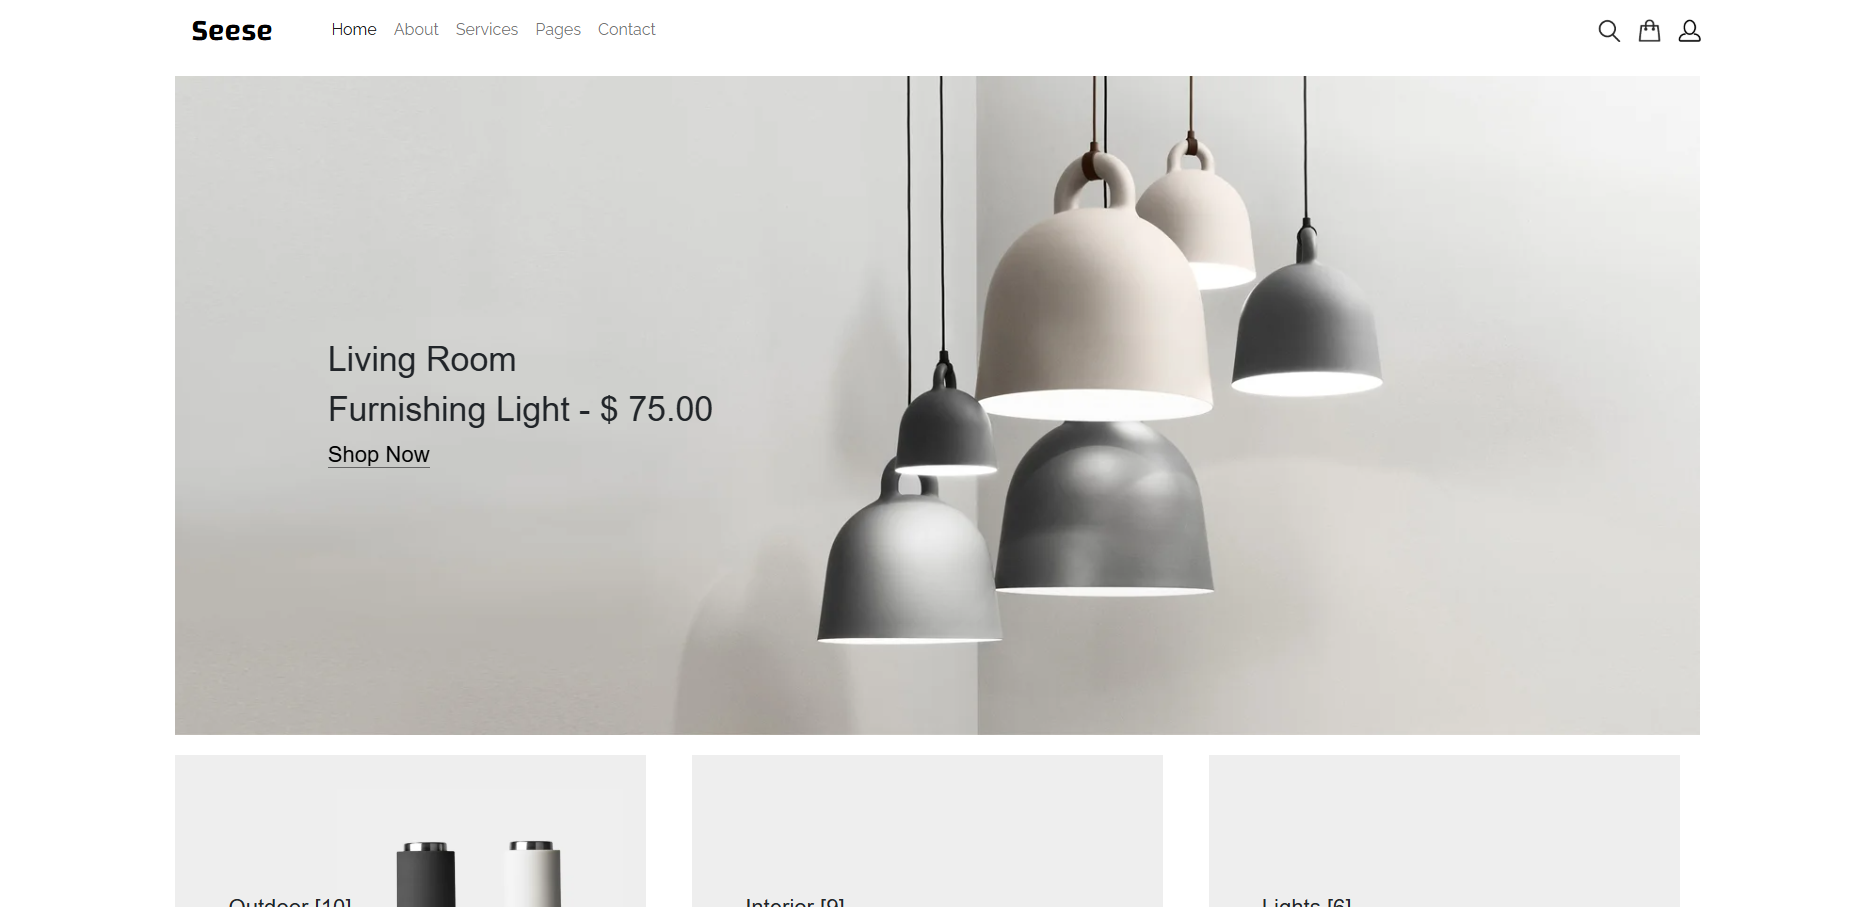 Seese
Home About Services Pages Contact
Living Room
Furnishing Light - $ 75.00
Shop Now
Outdoor [10]
Interior [9]
Lights [6]